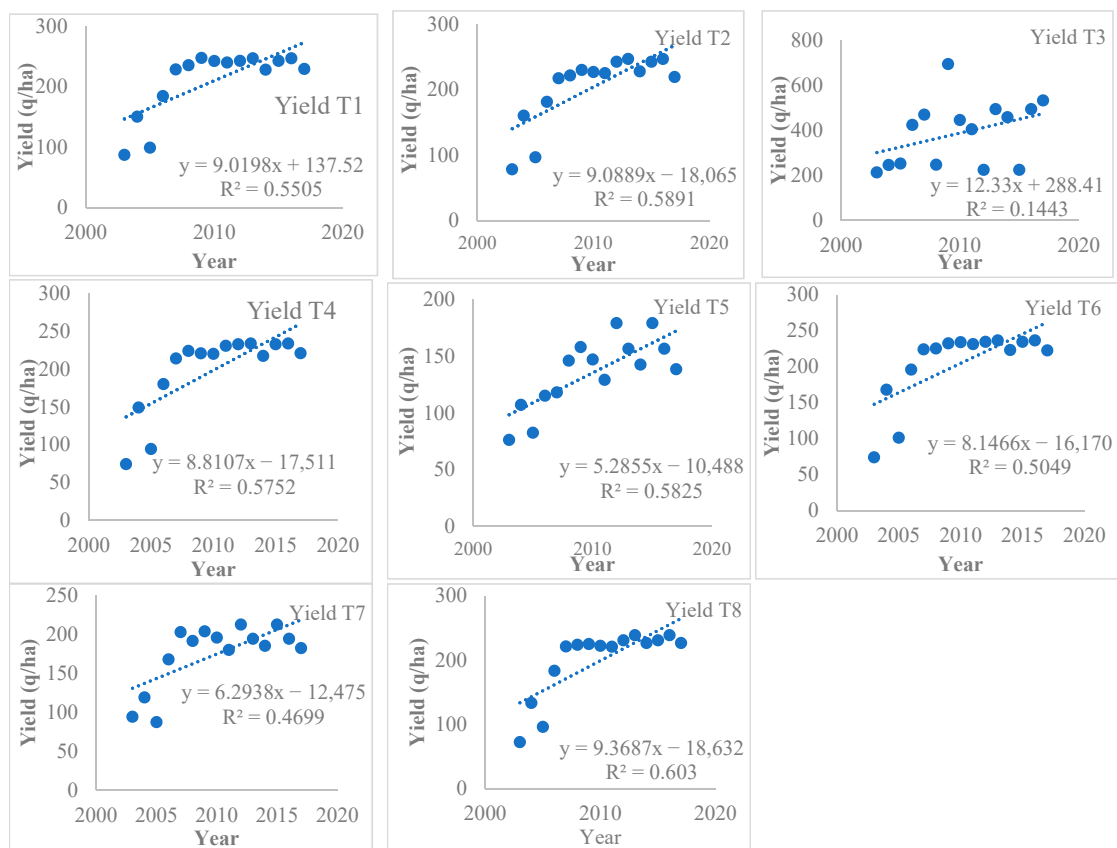 Yield T1
Yield (q/ha)
300
200
100
0
y = 9.0198x + 137.52
R² = 0.5505
2000 2010 2020
Year
Yield T2
Yield (q/ha)
300
200
100
0
y = 9.0889x − 18,065
R² = 0.5891
2000 2010 2020
Year
Yield T3
Yield (q/ha)
800
600
400
200
0
y = 12.33x + 288.41
R² = 0.1443
2000 2010 2020
Year
Yield T4
Yield (q/ha)
300
250
200
150
100
50
0
y = 8.8107x − 17,511
R² = 0.5752
2000 2005 2010 2015 2020
Year
Yield T5
Yield (q/ha)
200
150
100
50
0
y = 5.2855x − 10,488
R² = 0.5825
2000 2010 2020
Year
Yield T6
Yield (q/ha)
300
250
200
150
100
50
0
y = 8.1466x − 16,170
R² = 0.5049
2000 2005 2010 2015 2020
Year
Yield T7
Yield (q/ha)
250
200
150
100
50
0
y = 6.2938x − 12,475
R² = 0.4699
2000 2005 2010 2015 2020
Year
Yield T8
Yield (q/ha)
300
200
100
0
y = 9.3687x − 18,632
R² = 0.603
2000 2010 2020
Year